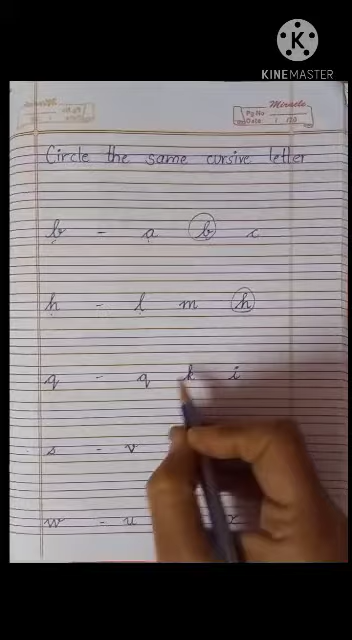 KINEMASTER
Miracle
Pg.No
Date
Circle the same cursive letter
b - a b c
h - l m h
q - q k i
s - v
w - u x